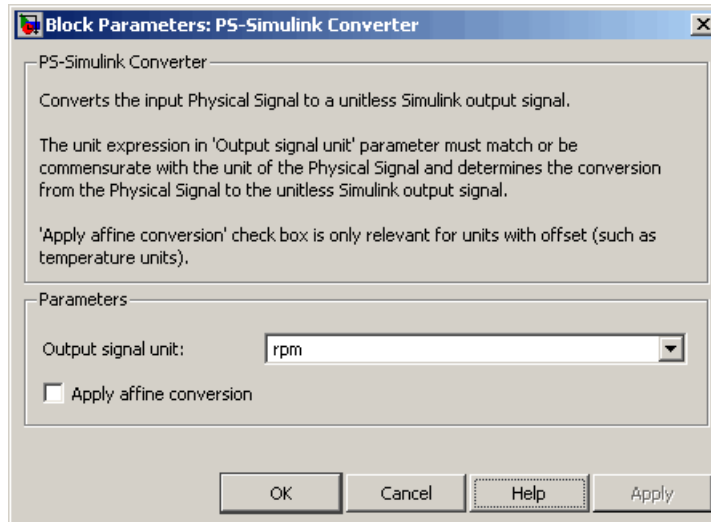 Block Parameters: PS-Simulink Converter
PS-Simulink Converter
Converts the input Physical Signal to a unitless Simulink output signal.
The unit expression in 'Output signal unit' parameter must match or be
commensurate with the unit of the Physical Signal and determines the conversion
from the Physical Signal to the unitless Simulink output signal.
'Apply affine conversion' check box is only relevant for units with offset (such as
temperature units).
Parameters
Output signal unit: rpm
Apply affine conversion
OK Cancel Help Apply